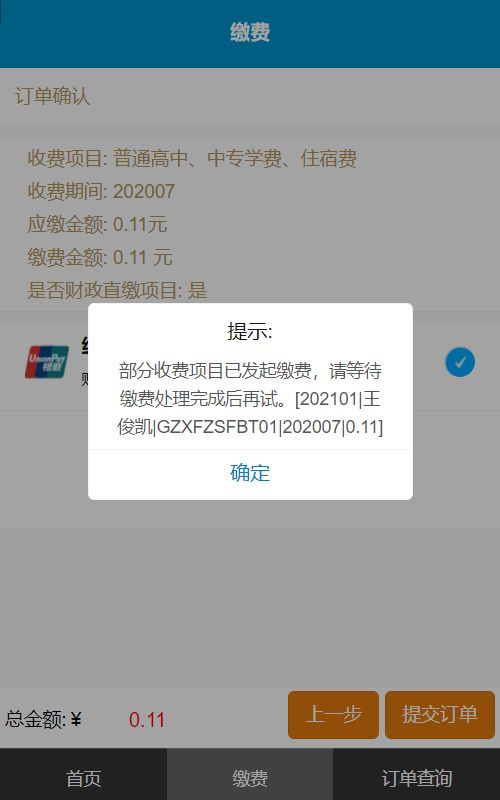 缴费
订单确认
收费项目: 普通高中、中专学费、住宿费
收费期间: 202007
应缴金额: 0.11元
缴费金额: 0.11 元
是否财政直缴项目: 是
UnionPay
银联
提示:
部分收费项目已发起缴费，请等待
缴费处理完成后再试。[202101|王
俊凯|GZXFZSFBT01|202007|0.11]
确定
总金额: ¥ 0.11
上一步
提交订单
首页
缴费
订单查询